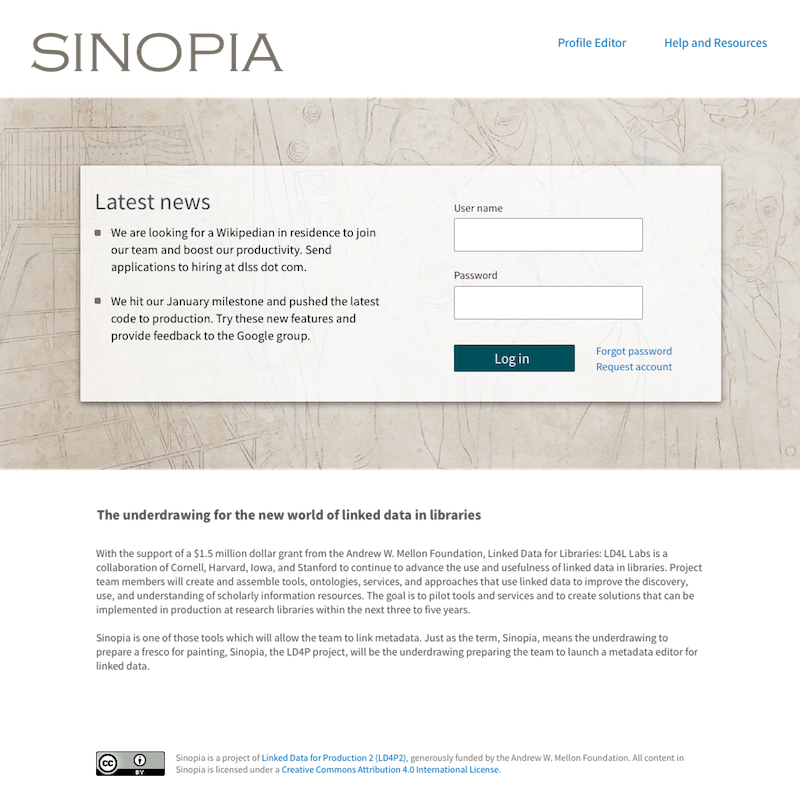 SINOPIA
Profile Editor
Help and Resources
Latest news
We are looking for a Wikipedian in residence to join
our team and boost our productivity. Send
applications to hiring at dlss dot com.
We hit our January milestone and pushed the latest
code to production. Try these new features and
provide feedback to the Google group.
User name
Password
Log in
Forgot password
Request account
The underdrawing for the new world of linked data in libraries
With the support of a $1.5 million dollar grant from the Andrew W. Mellon Foundation, Linked Data for Libraries: LD4L Labs is a
collaboration of Cornell, Harvard, Iowa, and Stanford to continue to advance the use and usefulness of linked data in libraries. Project
team members will create and assemble tools, ontologies, services, and approaches that use linked data to improve the discovery,
use, and understanding of scholarly information resources. The goal is to pilot tools and services and to create solutions that can be
implemented in production at research libraries within the next three to five years.
Sinopia is one of those tools which will allow the team to link metadata. Just as the term, Sinopia, means the underdrawing to
prepare a fresco for painting, Sinopia, the LD4P project, will be the underdrawing preparing the team to launch a metadata editor for
linked data.
cc
BY
Sinopia is a project of Linked Data for Production 2 (LD4P2), generously funded by the Andrew W. Mellon Foundation. All content in
Sinopia is licensed under a Creative Commons Attribution 4.0 International License.